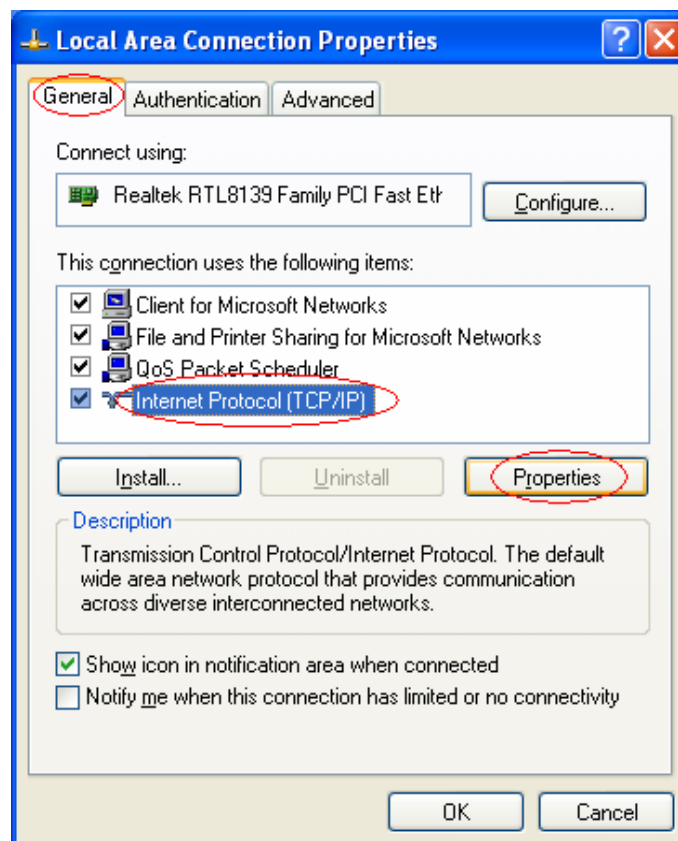 Local Area Connection Properties
General Authentication Advanced
Connect using:
Realtek RTL8139 Family PCI Fast Eth
Configure...
This connection uses the following items:
Client for Microsoft Networks
File and Printer Sharing for Microsoft Networks
QoS Packet Scheduler
Internet Protocol (TCP/IP)
Install... Uninstall Properties
Description
Transmission Control Protocol/Internet Protocol. The default
wide area network protocol that provides communication
across diverse interconnected networks.
Show icon in notification area when connected
Notify me when this connection has limited or no connectivity
OK Cancel